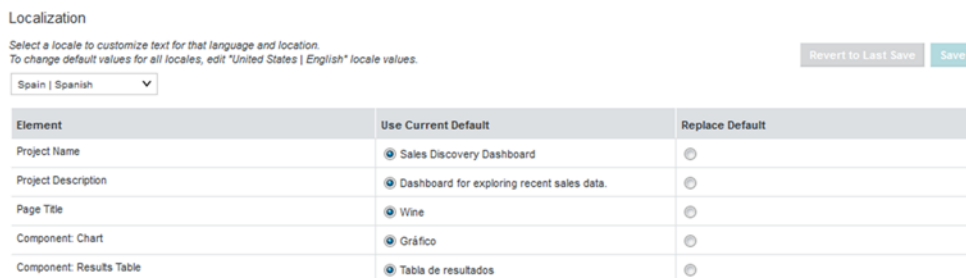 Localization
Select a locale to customize text for that language and location.
To change default values for all locales, edit "United States | English" locale values.
Revert to Last Save Save
Spain | Spanish
Element Use Current Default Replace Default
Project Name Sales Discovery Dashboard
Project Description Dashboard for exploring recent sales data.
Page Title Wine
Component: Chart Gráfico
Component: Results Table Tabla de resultados